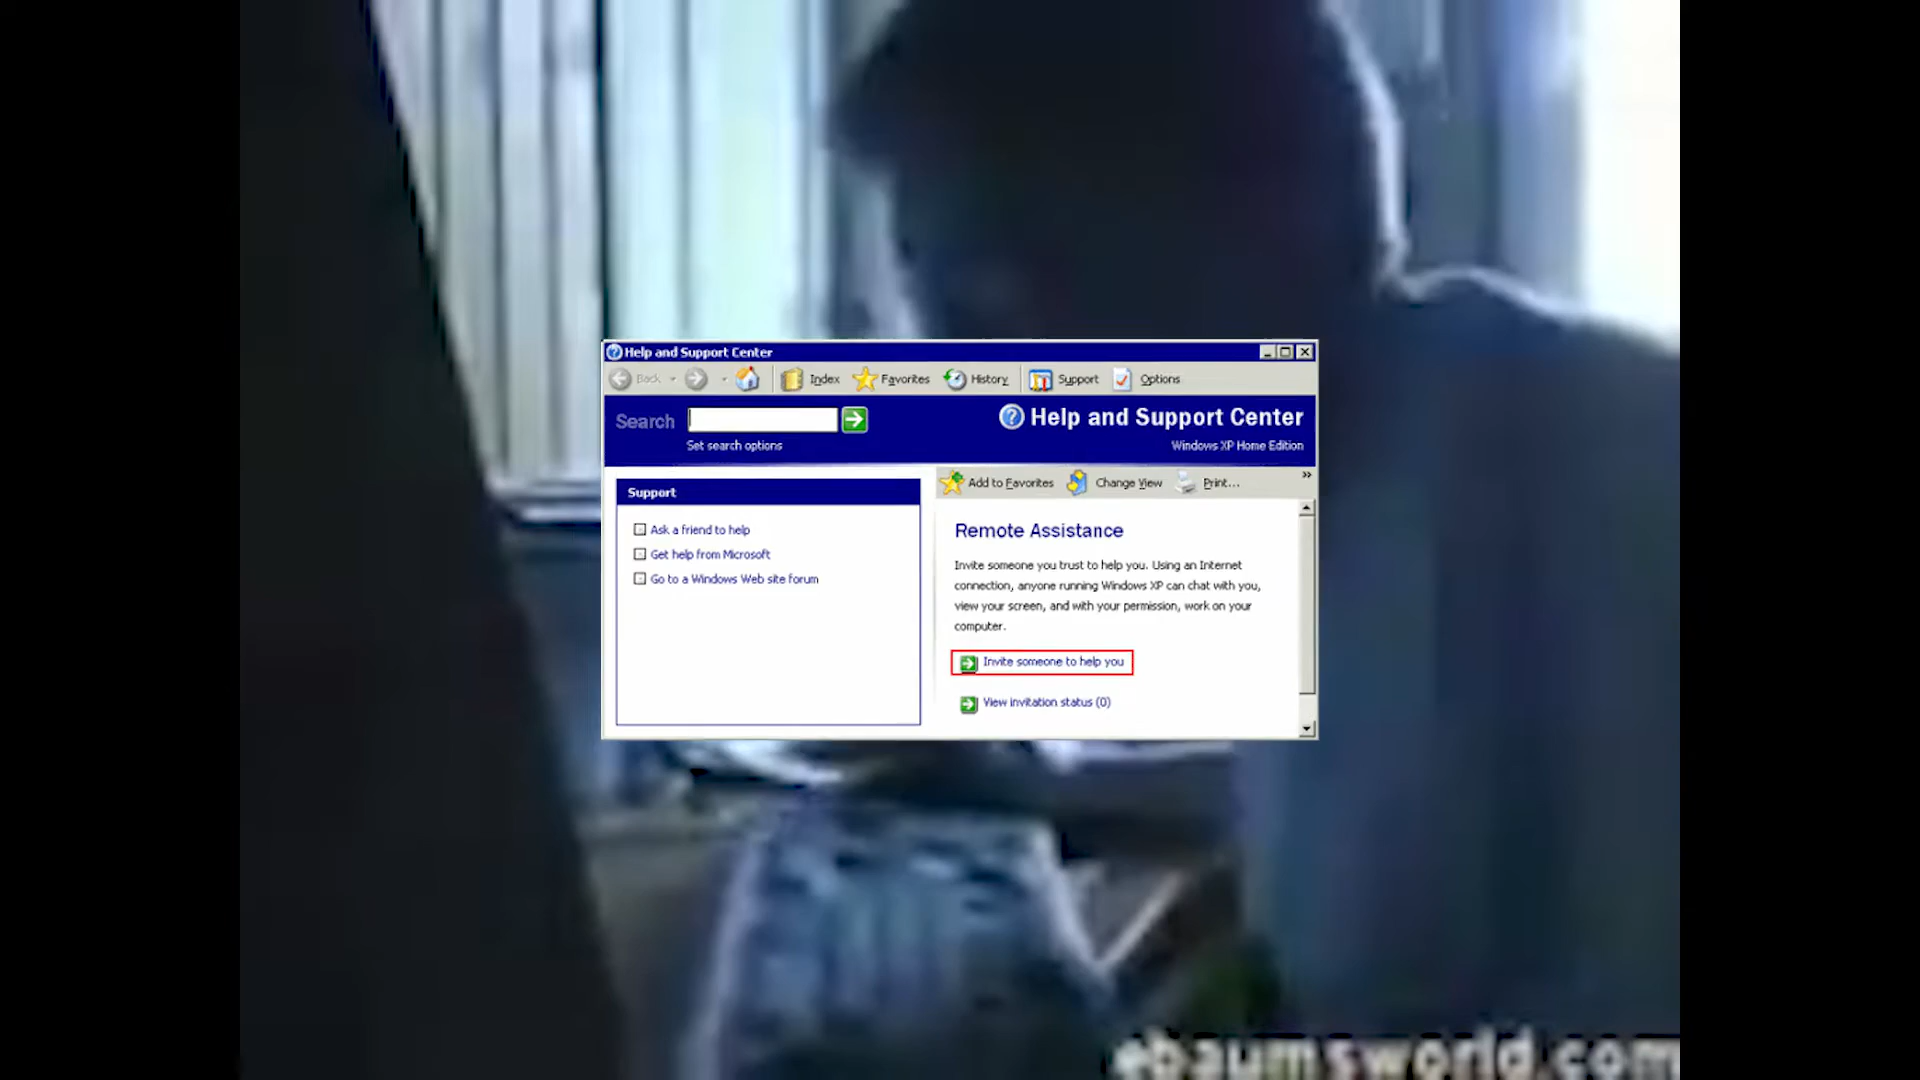 Help and Support Center
Back Index Favorites History Support Options
Search
Set search options
Help and Support Center
Windows XP Home Edition
Support
Ask a friend to help
Get help from Microsoft
Go to a Windows Web site forum
Add to Favorites Change View Print... »
Remote Assistance
Invite someone you trust to help you. Using an Internet
connection, anyone running Windows XP can chat with you,
view your screen, and with your permission, work on your
computer.
Invite someone to help you
View invitation status (0)
ebaumsworld.com